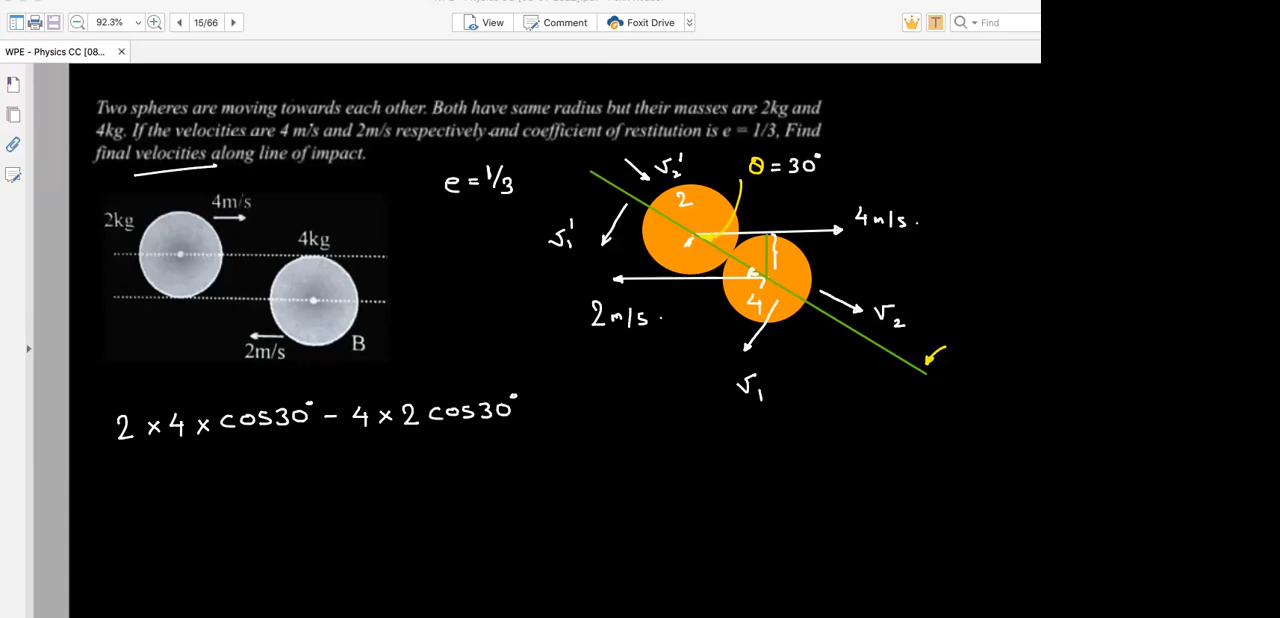 92.3%
15/66
View
Comment
Foxit Drive
Find
WPE - Physics CC [08...
Two spheres are moving towards each other. Both have same radius but their masses are 2kg and
4kg. If the velocities are 4 m/s and 2m/s respectively and coefficient of restitution is e = 1/3, Find
final velocities along line of impact.
e = 1/3
v₂'
θ = 30°
2
4m/s
2kg
4m/s.
4kg
v₁'
4
2m/s.
v₂
2m/s
B
v₁
2 × 4 × cos30° - 4 × 2 cos30°